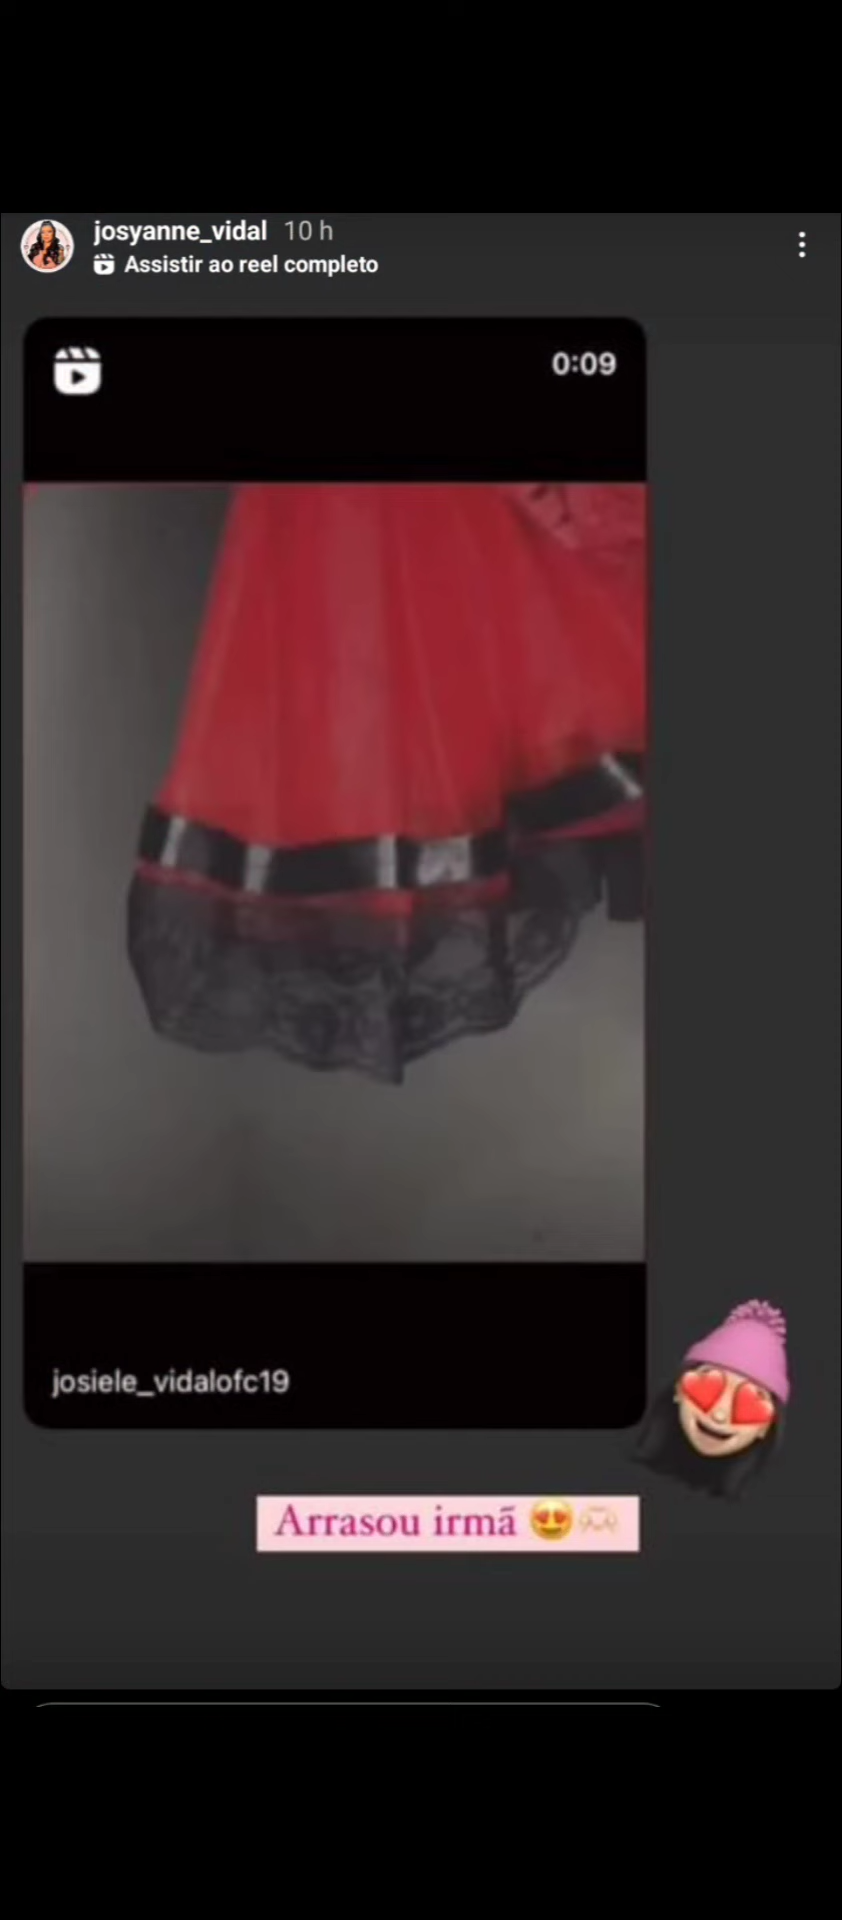 josyanne_vidal 10 h
Assistir ao reel completo
0:09
josiele_vidalofc19
Arrasou irmã 😍🫶🏻